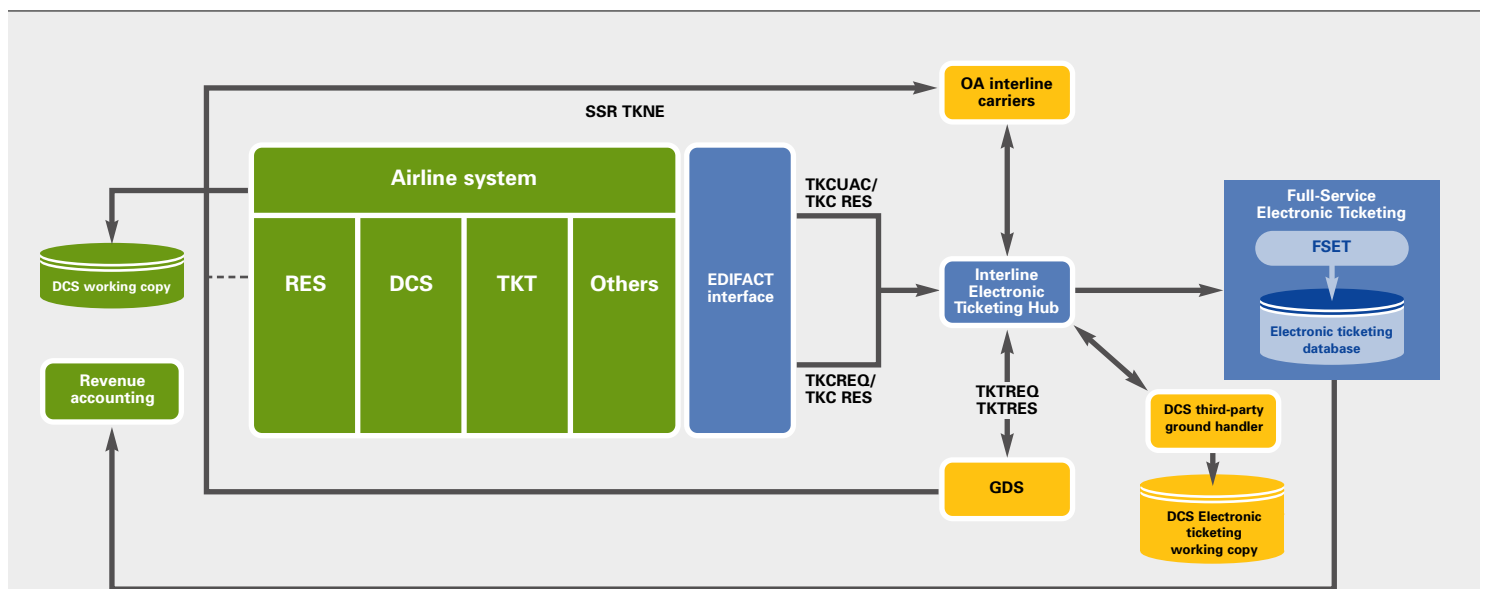 OA interline
carriers
SSR TKNE
Airline system
RES
DCS
TKT
Others
EDIFACT
interface
TKCUAC/
TKC RES
TKCREQ/
TKC RES
DCS working copy
Revenue
accounting
Interline
Electronic
Ticketing Hub
TKTREQ
TKTRES
GDS
Full-Service
Electronic Ticketing
FSET
Electronic ticketing
database
DCS third-party
ground handler
DCS Electronic
ticketing
working copy